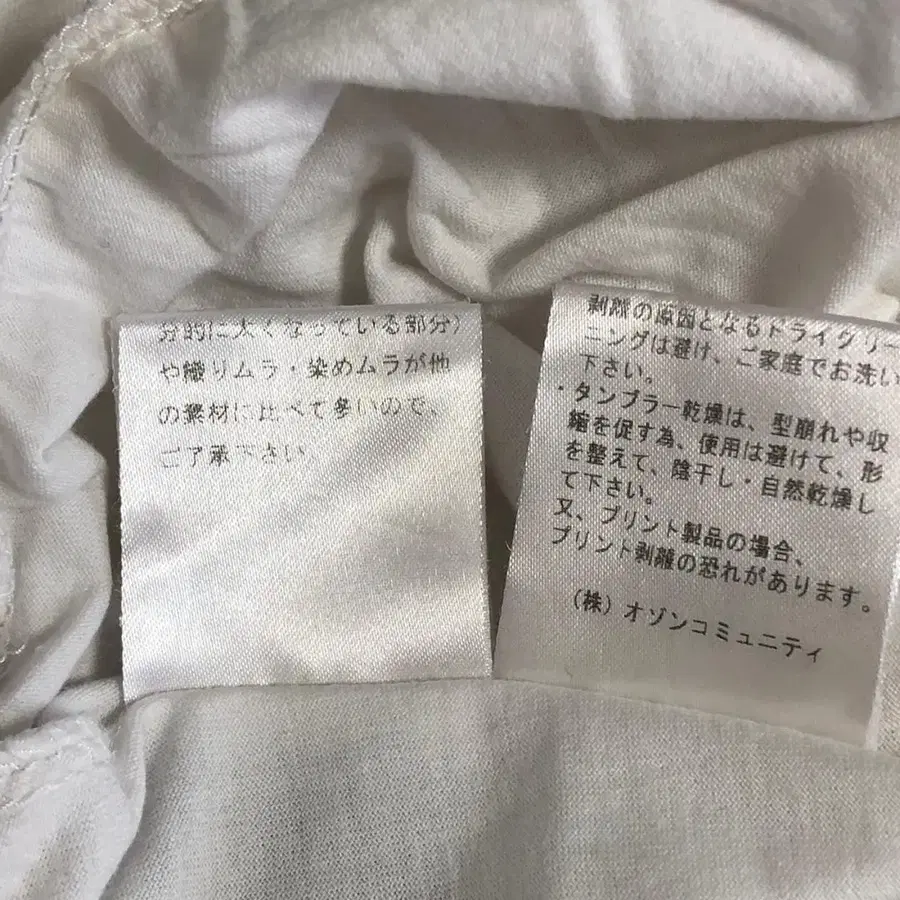 分的に太くなっている部分)
や織りムラ・染めムラが他
の素材に比べて多いので、
ご了承下さい。
剥離の原因となるドライクリー
ニングは避け、ご家庭でお洗い
下さい。
・タンブラー乾燥は、型崩れや収
縮を促す為、使用は避けて、形
を整えて、陰干し・自然乾燥し
て下さい。
又、プリント製品の場合、
プリント剥離の恐れがあります。
(株)オゾンコミュニティ